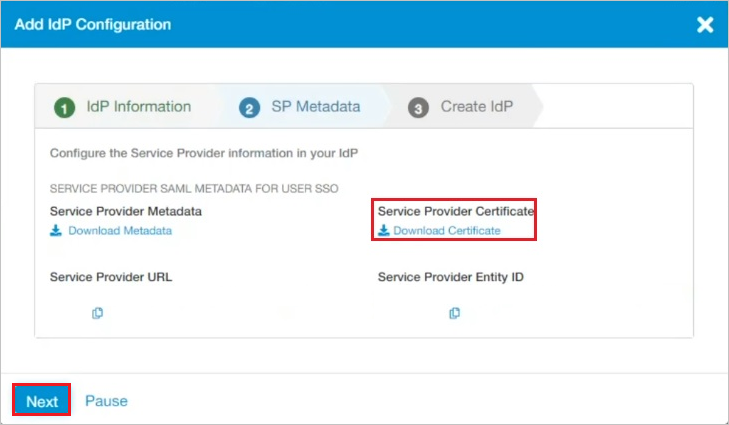 Add IdP Configuration
1 IdP Information 2 SP Metadata 3 Create IdP
Configure the Service Provider information in your IdP
SERVICE PROVIDER SAML METADATA FOR USER SSO
Service Provider Metadata
Download Metadata
Service Provider Certificate
Download Certificate
Service Provider URL
Service Provider Entity ID
Next Pause